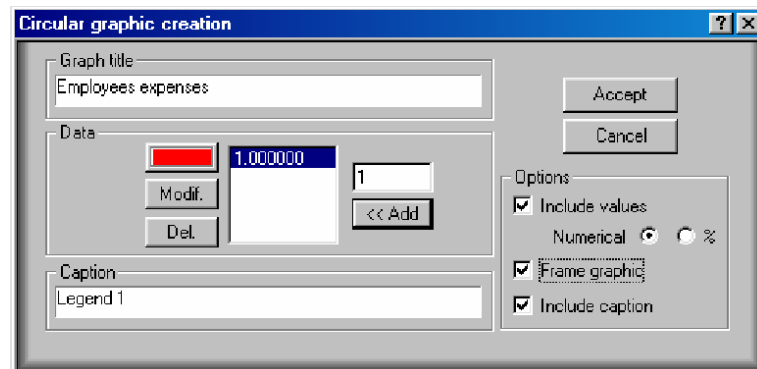 Circular graphic creation
Graph title
Employees expenses
Accept
Cancel
Data
1.000000
1
Modif.
<< Add
Del.
Options
Include values
Numerical %
Frame graphic
Include caption
Caption
Legend 1